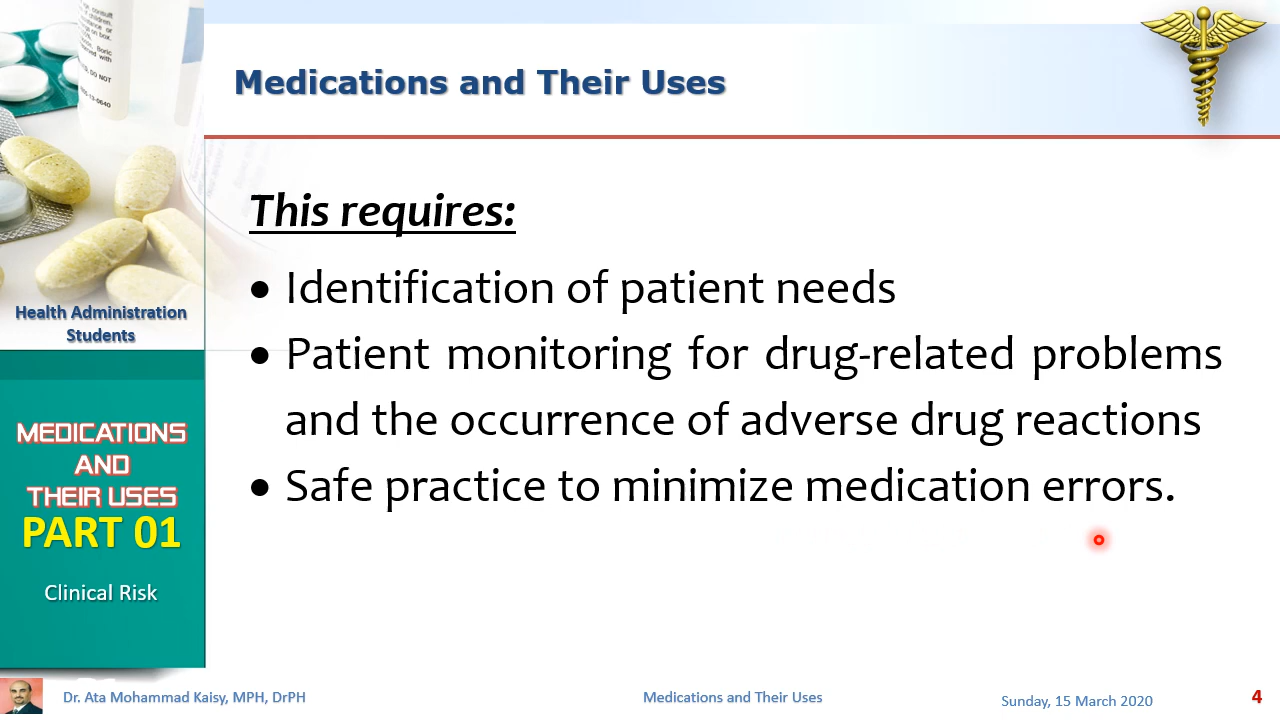 Medications and Their Uses
This requires:
• Identification of patient needs
• Patient monitoring for drug-related problems
and the occurrence of adverse drug reactions
• Safe practice to minimize medication errors.
Health Administration
Students
MEDICATIONS
AND
THEIR USES
PART 01
Clinical Risk
Dr. Ata Mohammad Kaisy, MPH, DrPH
Medications and Their Uses
Sunday, 15 March 2020
4